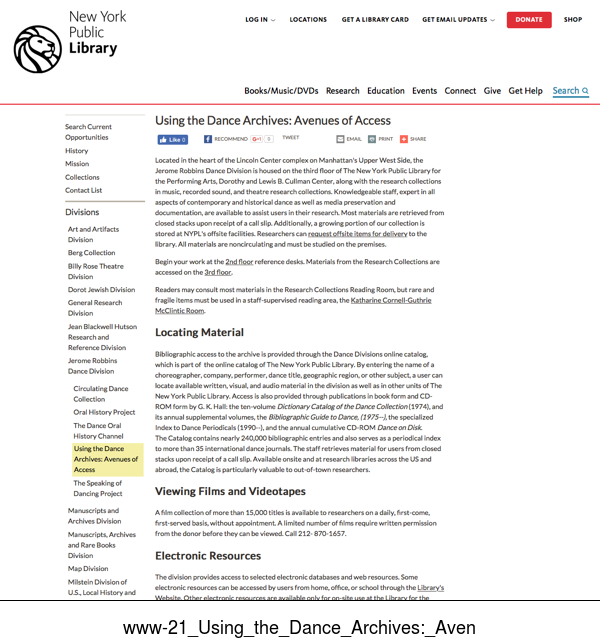 New York
Public
Library
LOG IN
LOCATIONS
GET A LIBRARY CARD
GET EMAIL UPDATES
DONATE
SHOP
Books/Music/DVDs
Research
Education
Events
Connect
Give
Get Help
Search
Search Current
Opportunities
History
Mission
Collections
Contact List
Divisions
Art and Artifacts
Division
Berg Collection
Billy Rose Theatre
Division
Dorot Jewish Division
General Research
Division
Jean Blackwell Hutson
Research and
Reference Division
Jerome Robbins
Dance Division
Circulating Dance
Collection
Oral History Project
The Dance Oral
History Channel
Using the Dance
Archives: Avenues of
Access
The Speaking of
Dancing Project
Manuscripts and
Archives Division
Manuscripts, Archives
and Rare Books
Division
Map Division
Milstein Division of
U.S., Local History and
Using the Dance Archives: Avenues of Access
Like 0
RECOMMEND
G+1 0
TWEET
EMAIL
PRINT
SHARE
Located in the heart of the Lincoln Center complex on Manhattan's Upper West Side, the
Jerome Robbins Dance Division is housed on the third floor of The New York Public Library for
the Performing Arts, Dorothy and Lewis B. Cullman Center, along with the research collections
in music, recorded sound, and theatre research collections. Knowledgeable staff, expert in all
aspects of contemporary and historical dance as well as media preservation and
documentation, are available to assist users in their research. Most materials are retrieved from
closed stacks upon receipt of a call slip. Additionally, a growing portion of our collection is
stored at NYPL's offsite facilities. Researchers can request offsite items for delivery to the
library. All materials are noncirculating and must be studied on the premises.
Begin your work at the 2nd floor reference desks. Materials from the Research Collections are
accessed on the 3rd floor.
Readers may consult most materials in the Research Collections Reading Room, but rare and
fragile items must be used in a staff-supervised reading area, the Katharine Cornell-Guthrie
McClintic Room.
Locating Material
Bibliographic access to the archive is provided through the Dance Divisions online catalog,
which is part of the online catalog of The New York Public Library. By entering the name of a
choreographer, company, performer, dance title, geographic region, or other subject, a user can
locate available written, visual, and audio material in the division as well as in other units of The
New York Public Library. Access is also provided through publications in book form and CD-
ROM form by G. K. Hall: the ten-volume Dictionary Catalog of the Dance Collection (1974), and
its annual supplemental volumes, the Bibliographic Guide to Dance, (1975--), the specialized
Index to Dance Periodicals (1990--), and the annual cumulative CD-ROM Dance on Disk.
The Catalog contains nearly 240,000 bibliographic entries and also serves as a periodical index
to more than 35 international dance journals. The staff retrieves material for users from closed
stacks upon receipt of a call slip. Available onsite and at research libraries across the US and
abroad, the Catalog is particularly valuable to out-of-town researchers.
Viewing Films and Videotapes
A film collection of more than 15,000 titles is available to researchers on a daily, first-come,
first-served basis, without appointment. A limited number of films require written permission
from the donor before they can be viewed. Call 212- 870-1657.
Electronic Resources
The division provides access to selected electronic databases and web resources. Some
electronic resources can be accessed by users from home, office, or school through the Library's
Website. Other electronic resources are available only for on-site use at the Library for the
www-21_Using_the_Dance_Archives:_Aven